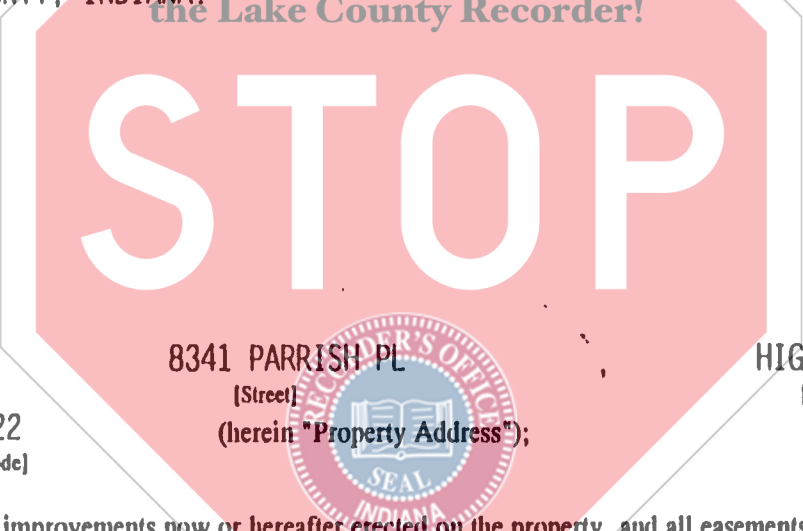 the Lake County Recorder!
STOP
8341 PARRISH PL
[Street]
(herein "Property Address");
RECORDER'S OFFICE
SEAL
INDIANA
improvements now or hereafter erected on the property, and all easements